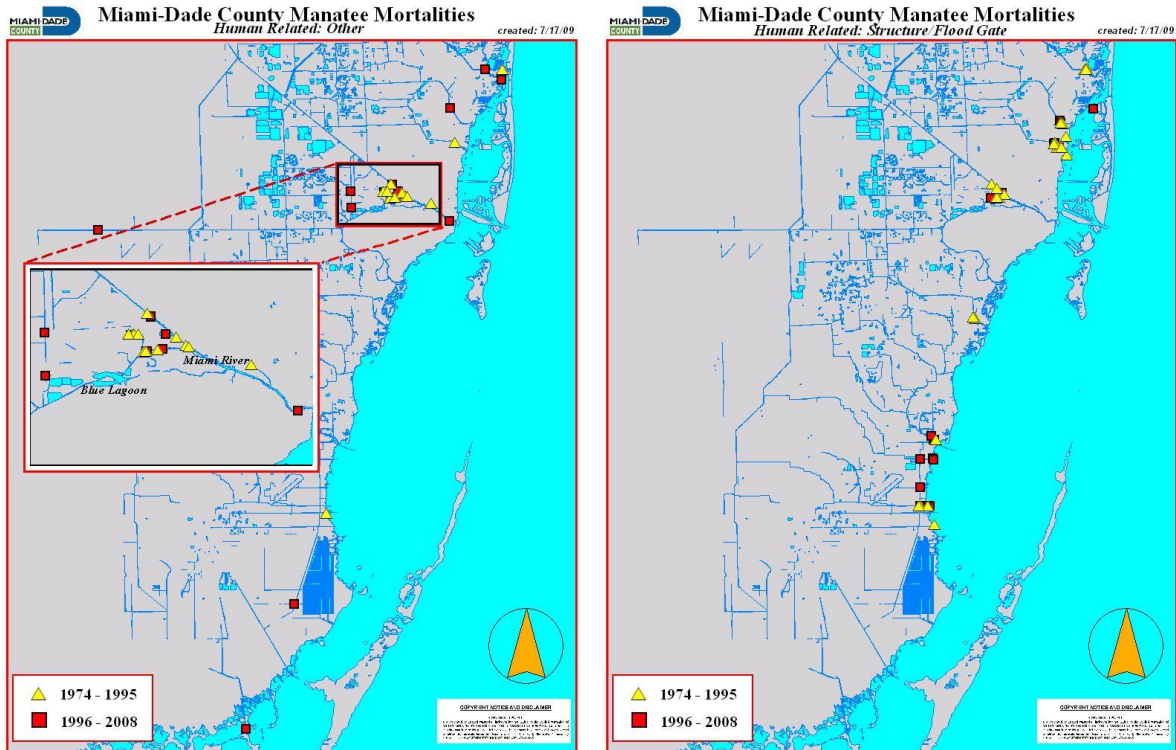 MIAMI-DADE
COUNTY
Miami-Dade County Manatee Mortalities
Human Related: Other
created: 7/17/09
Miami River
Blue Lagoon
1974 - 1995
1996 - 2008
COPYRIGHT NOTICE AND DISCLAIMER
MIAMI-DADE
COUNTY
Miami-Dade County Manatee Mortalities
Human Related: Structure/Flood Gate
created: 7/17/09
1974 - 1995
1996 - 2008
COPYRIGHT NOTICE AND DISCLAIMER